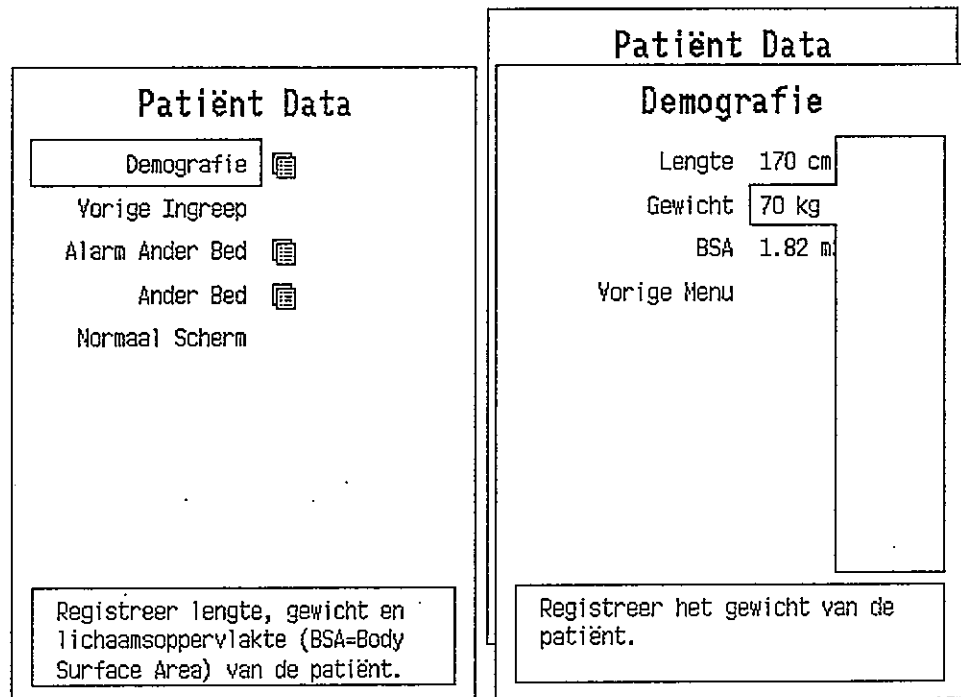 Patiënt Data
Demografie
Vorige Ingreep
Alarm Ander Bed
Ander Bed
Normaal Scherm
Registreer lengte, gewicht en
lichaamsoppervlakte (BSA=Body
Surface Area) van de patiënt.
Patiënt Data
Demografie
Lengte 170 cm
Gewicht 70 kg
BSA 1.82 m
Vorige Menu
Registreer het gewicht van de
patiënt.